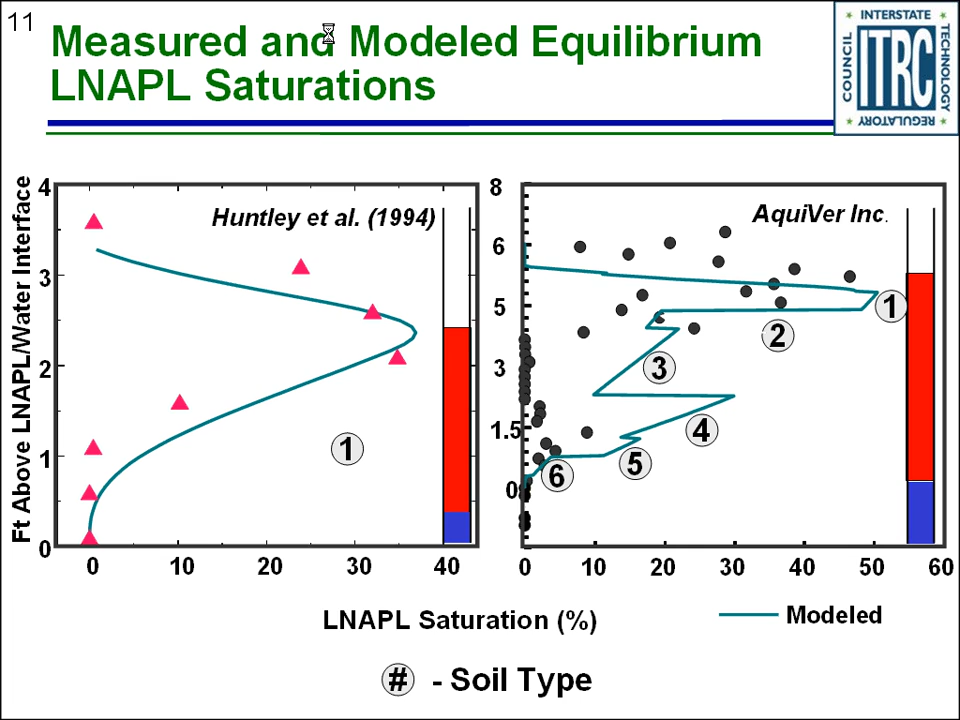 11
Measured and Modeled Equilibrium
LNAPL Saturations
INTERSTATE
COUNCIL
ITRC
TECHNOLOGY
REGULATORY
Ft Above LNAPL/Water Interface
4
3
2
1
0
Huntley et al. (1994)
1
0 10 20 30 40
8
6
5
3
1.5
0
AquiVer Inc.
1
2
3
4
5
6
0 10 20 30 40 50 60
LNAPL Saturation (%)
Modeled
# - Soil Type